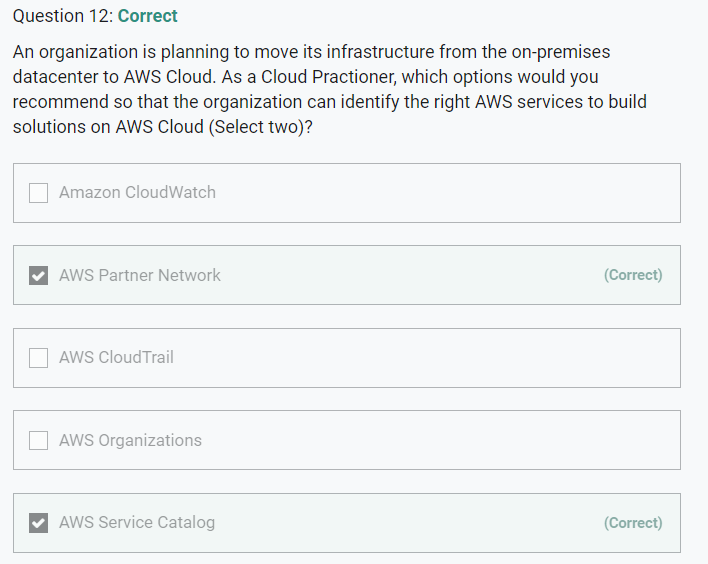 Question 12: Correct
An organization is planning to move its infrastructure from the on-premises
datacenter to AWS Cloud. As a Cloud Practioner, which options would you
recommend so that the organization can identify the right AWS services to build
solutions on AWS Cloud (Select two)?
Amazon CloudWatch
AWS Partner Network (Correct)
AWS CloudTrail
AWS Organizations
AWS Service Catalog (Correct)